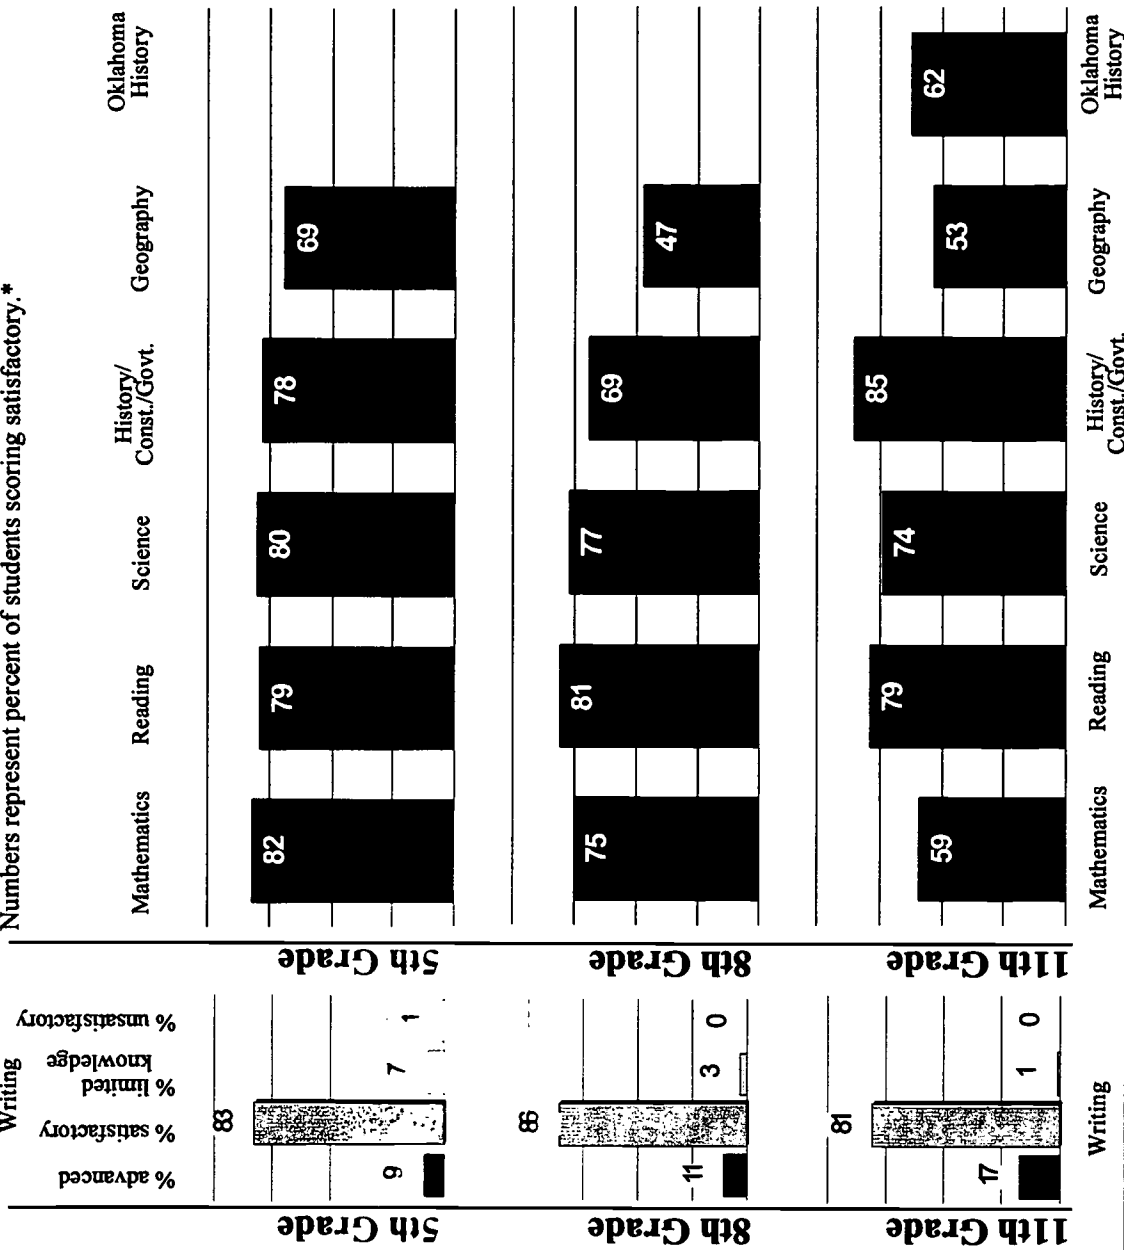 Numbers represent percent of students scoring satisfactory.*
Mathematics
Reading
Science
History/
Const./Govt.
Geography
Oklahoma
History
5th Grade
82
79
80
78
69
8th Grade
75
81
77
69
47
11th Grade
59
79
74
85
53
62
Mathematics
Reading
Science
History/
Const./Govt.
Geography
Oklahoma
History
Writing
% advanced
% satisfactory
% limited
knowledge
% unsatisfactory
5th Grade
9
83
7
1
8th Grade
11
3
0
11th Grade
17
81
1
0
Writing